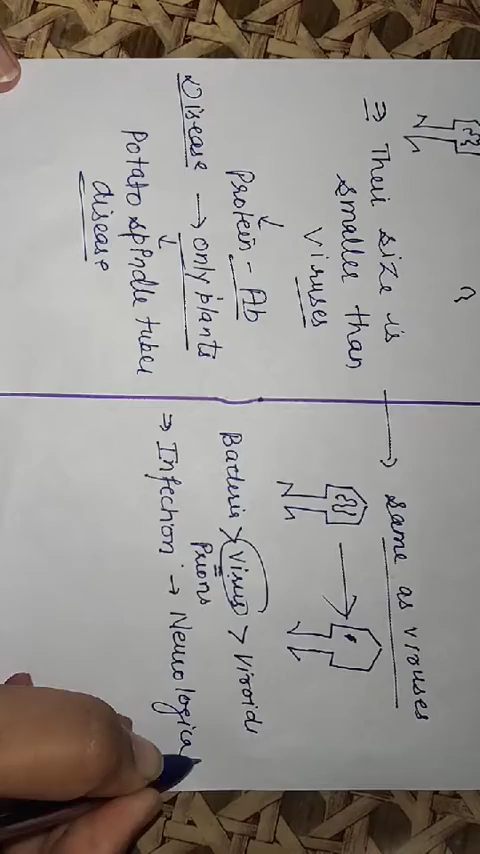 ⇒ Their size is
smaller than
viruses
Protein - Ab
Disease → only plants
Potato spindle tuber
disease
→ same as viruses
Bacteria > Virus > Viroids
Prions
⇒ Infection → Neurological